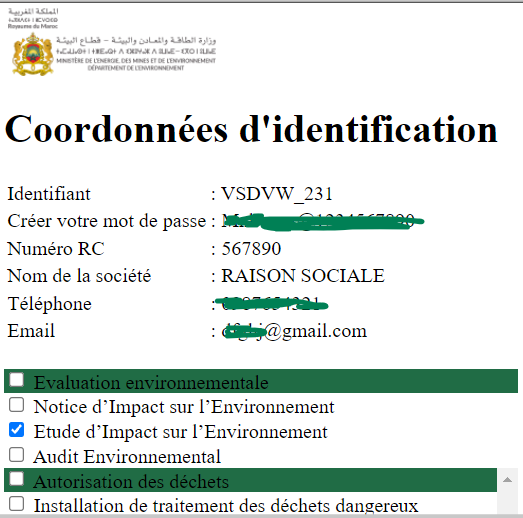 المملكة المغربية
Royaume du Maroc
وزارة الطاقة والمعادن والبيئة - قطاع البيئة
MINISTÈRE DE L'ENERGIE, DES MINES ET DE L'ENVIRONNEMENT
DÉPARTEMENT DE L'ENVIRONNEMENT
Coordonnées d'identification
Identifiant : VSDVW_231
Créer votre mot de passe :
Numéro RC : 567890
Nom de la société : RAISON SOCIALE
Téléphone :
Email : @gmail.com
Evaluation environnementale
Notice d’Impact sur l’Environnement
Etude d’Impact sur l’Environnement
Audit Environnemental
Autorisation des déchets
Installation de traitement des déchets dangereux